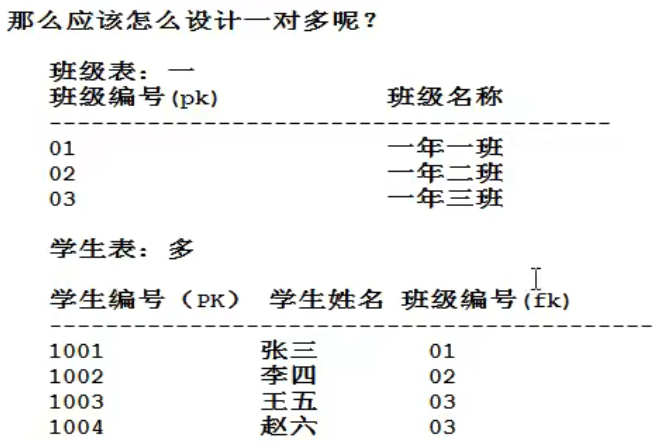 那么应该怎么设计一对多呢？
班级表：一
班级编号(pk) 班级名称
----------------------------------------
01 一年一班
02 一年二班
03 一年三班
学生表：多
学生编号（PK） 学生姓名 班级编号(fk)
-------------------------------------------
1001 张三 01
1002 李四 02
1003 王五 03
1004 赵六 03